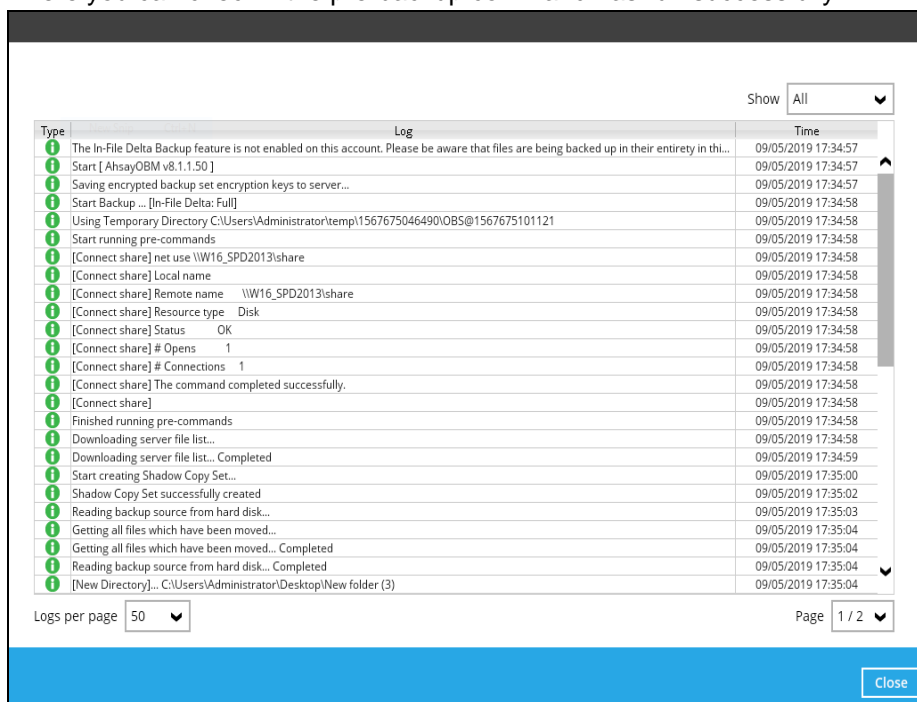 Show All
Type Log Time
The In-File Delta Backup feature is not enabled on this account. Please be aware that files are being backed up in their entirety in thi... 09/05/2019 17:34:57
Start [ AhsayOBM v8.1.1.50 ] 09/05/2019 17:34:57
Saving encrypted backup set encryption keys to server... 09/05/2019 17:34:57
Start Backup ... [In-File Delta: Full] 09/05/2019 17:34:58
Using Temporary Directory C:\Users\Administrator\temp\1567675046490\OBS@1567675101121 09/05/2019 17:34:58
Start running pre-commands 09/05/2019 17:34:58
[Connect share] net use \\W16_SPD2013\share 09/05/2019 17:34:58
[Connect share] Local name 09/05/2019 17:34:58
[Connect share] Remote name \\W16_SPD2013\share 09/05/2019 17:34:58
[Connect share] Resource type Disk 09/05/2019 17:34:58
[Connect share] Status OK 09/05/2019 17:34:58
[Connect share] # Opens 1 09/05/2019 17:34:58
[Connect share] # Connections 1 09/05/2019 17:34:58
[Connect share] The command completed successfully. 09/05/2019 17:34:58
[Connect share] 09/05/2019 17:34:58
Finished running pre-commands 09/05/2019 17:34:58
Downloading server file list... 09/05/2019 17:34:58
Downloading server file list... Completed 09/05/2019 17:34:59
Start creating Shadow Copy Set... 09/05/2019 17:35:00
Shadow Copy Set successfully created 09/05/2019 17:35:02
Reading backup source from hard disk... 09/05/2019 17:35:03
Getting all files which have been moved... 09/05/2019 17:35:04
Getting all files which have been moved... Completed 09/05/2019 17:35:04
Reading backup source from hard disk... Completed 09/05/2019 17:35:04
[New Directory]... C:\Users\Administrator\Desktop\New folder (3) 09/05/2019 17:35:04
Logs per page 50 Page 1 / 2
Close